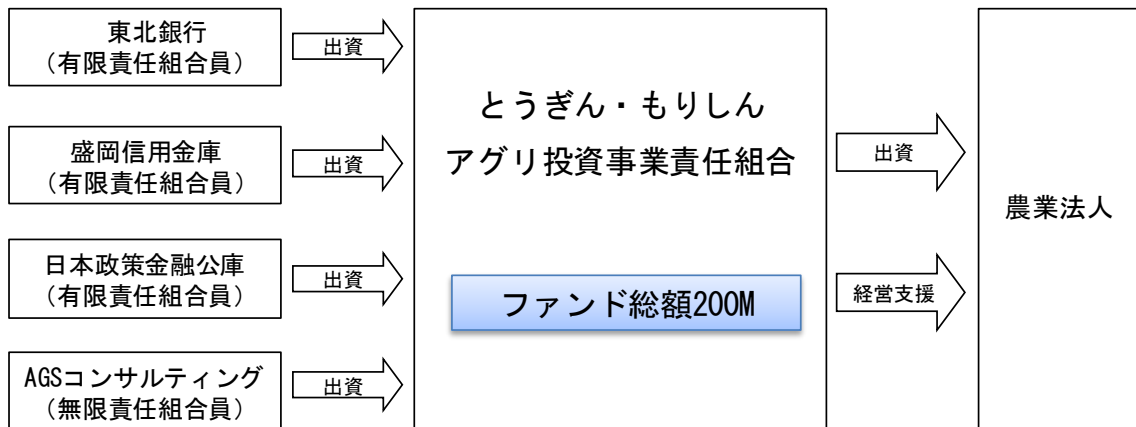 東北銀行
（有限責任組合員）
出資
盛岡信用金庫
（有限責任組合員）
出資
日本政策金融公庫
（有限責任組合員）
出資
AGSコンサルティング
（無限責任組合員）
出資
とうぎん・もりしん
アグリ投資事業責任組合
ファンド総額200M
出資
経営支援
農業法人